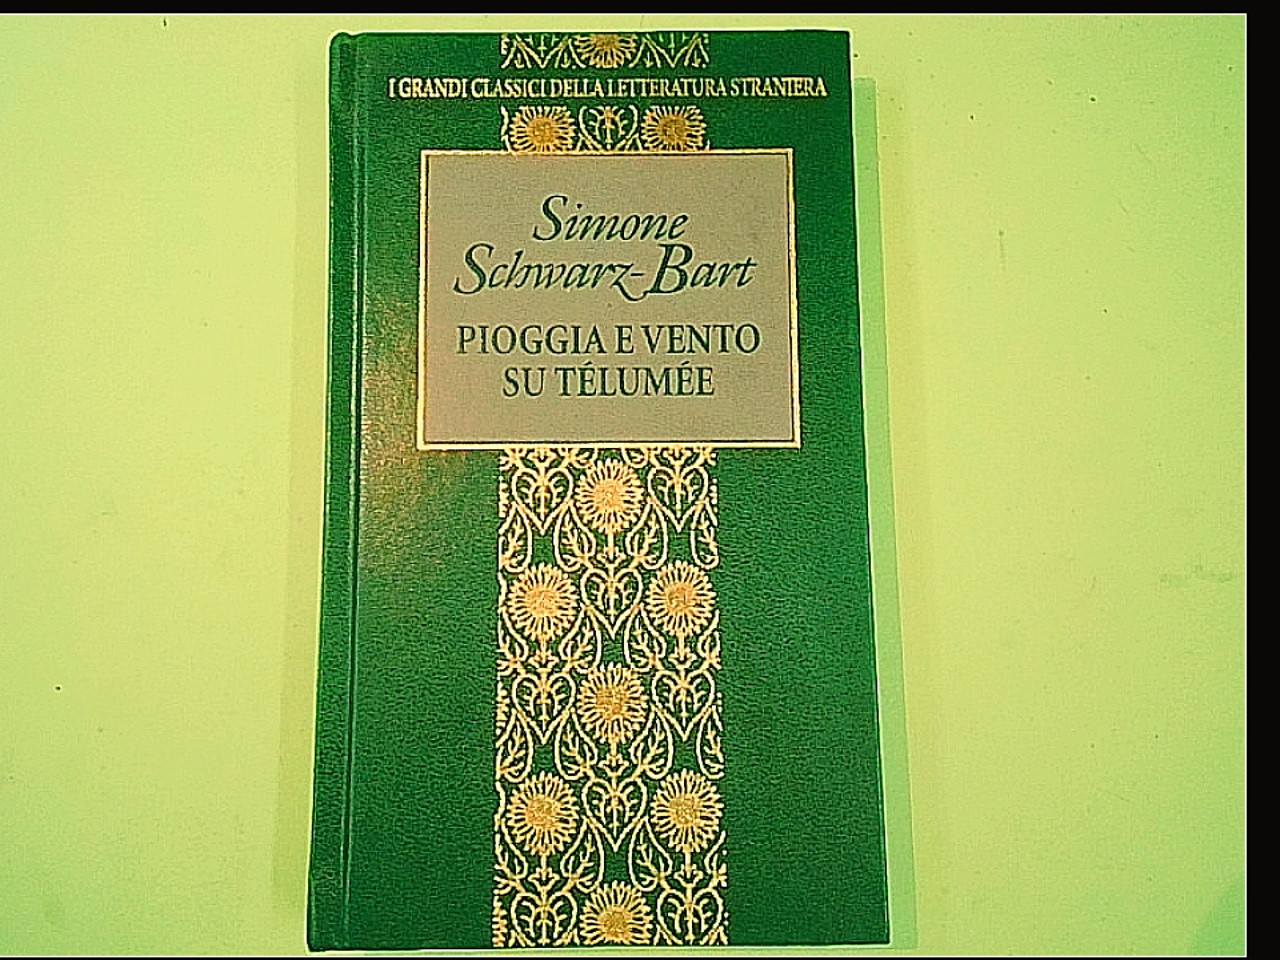 I GRANDI CLASSICI DELLA LETTERATURA STRANIERA
Simone
Schwarz-Bart
PIOGGIA E VENTO
SU TÉLUMÉE